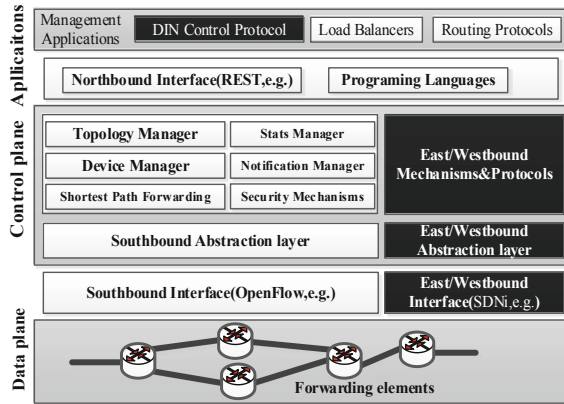 Management
Applications
DIN Control Protocol
Load Balancers
Routing Protocols
Apllicaitons
Northbound Interface(REST,e.g.)
Programing Languages
Control plane
Topology Manager
Stats Manager
Device Manager
Notification Manager
Shortest Path Forwarding
Security Mechanisms
East/Westbound
Mechanisms&Protocols
Southbound Abstraction layer
East/Westbound
Abstraction layer
Southbound Interface(OpenFlow,e.g.)
East/Westbound
Interface(SDNi,e.g.)
Data plane
Forwarding elements